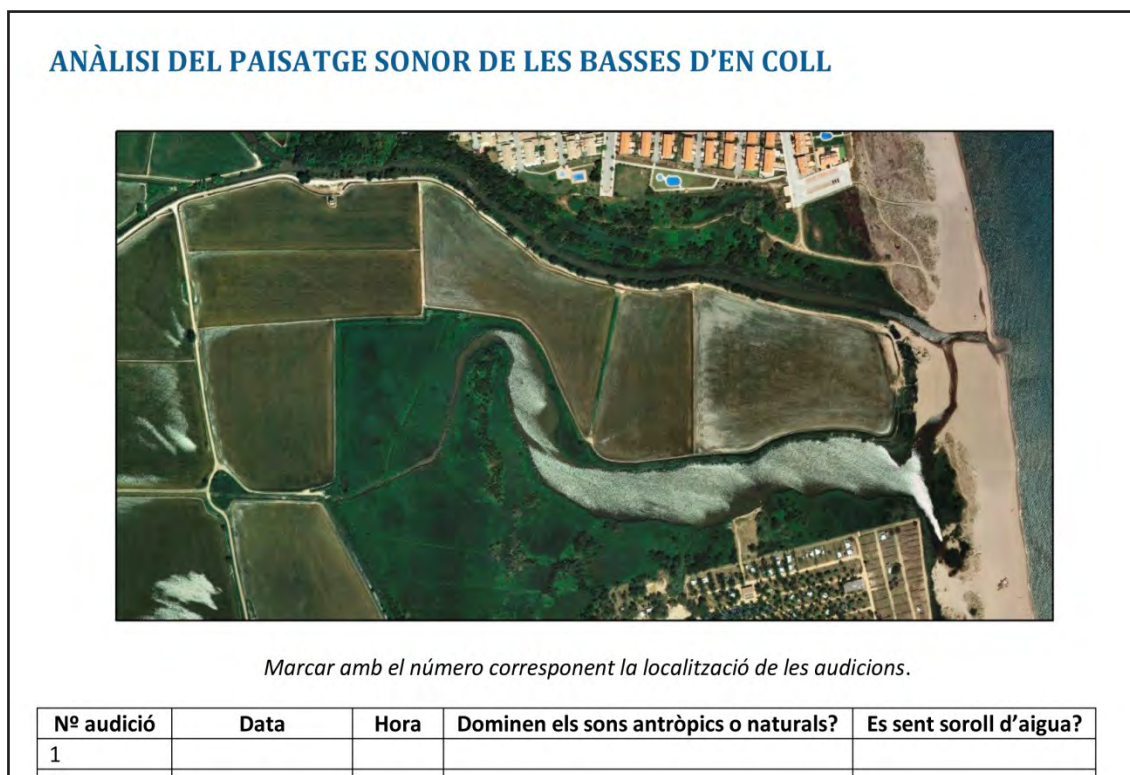 ANÀLISI DEL PAISATGE SONOR DE LES BASSES D'EN COLL
Marcar amb el número corresponent la localització de les audicions.
Nº audició Data Hora Dominen els sons antròpics o naturals? Es sent soroll d'aigua?
1